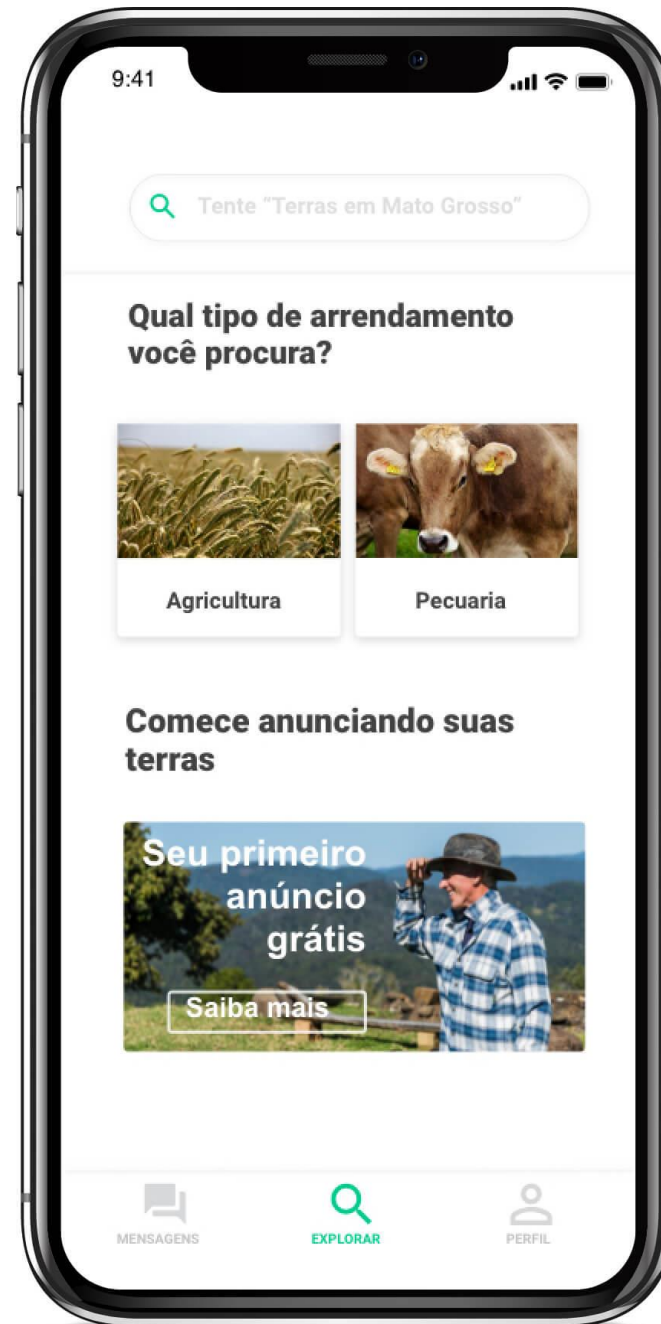 9:41
Tente “Terras em Mato Grosso”
Qual tipo de arrendamento
você procura?
Agricultura
Pecuaria
Comece anunciando suas
terras
Seu primeiro
anúncio
grátis
Saiba mais
MENSAGENS
EXPLORAR
PERFIL